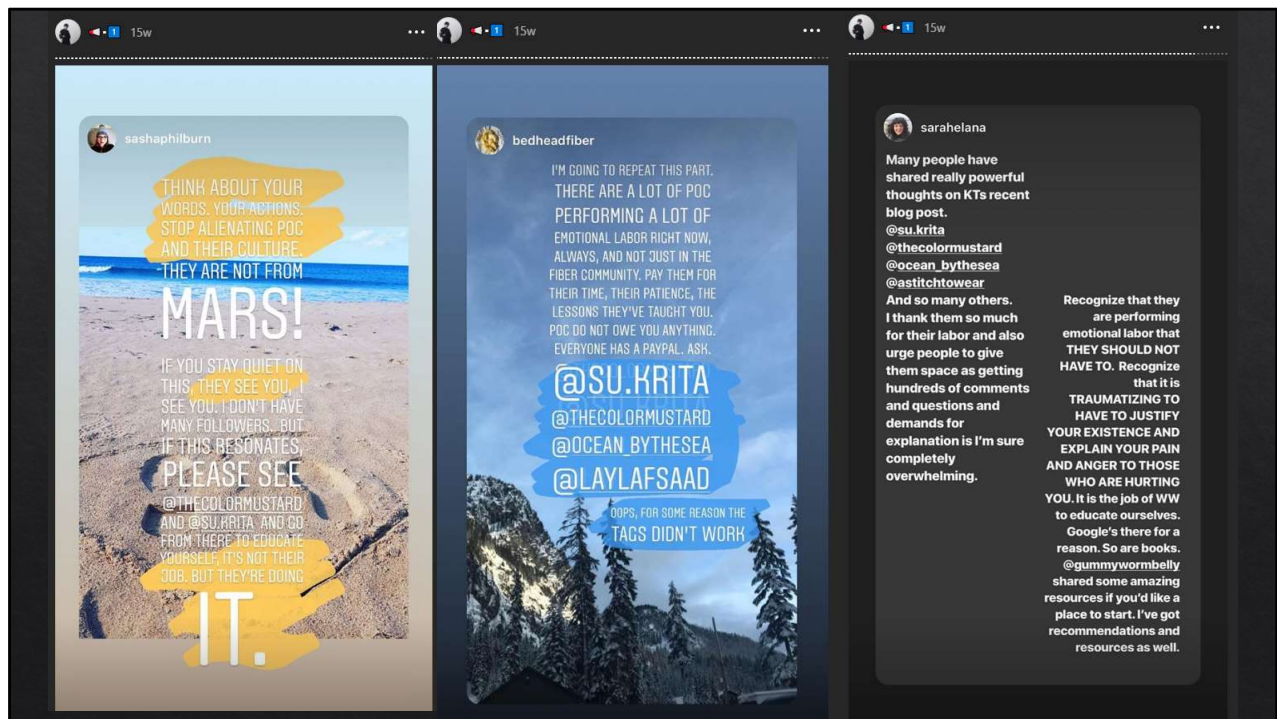 1 15w
sashaphilburn
THINK ABOUT YOUR
WORDS. YOUR ACTIONS.
STOP ALIENATING POC
AND THEIR CULTURE.
THEY ARE NOT FROM
MARS!
IF YOU STAY QUIET ON
THIS, THEY SEE YOU, I
SEE YOU. I DON'T HAVE
MANY FOLLOWERS. BUT
IF THIS RESONATES,
PLEASE SEE
@THECOLORMUSTARD
AND @SU.KRITA AND GO
FROM THERE TO EDUCATE
YOURSELF, IT'S NOT THEIR
JOB. BUT THEY'RE DOING
IT.
1 15w
bedheadfiber
I'M GOING TO REPEAT THIS PART.
THERE ARE A LOT OF POC
PERFORMING A LOT OF
EMOTIONAL LABOR RIGHT NOW,
ALWAYS, AND NOT JUST IN THE
FIBER COMMUNITY. PAY THEM FOR
THEIR TIME, THEIR PATIENCE, THE
LESSONS THEY'VE TAUGHT YOU.
POC DO NOT OWE YOU ANYTHING.
EVERYONE HAS A PAYPAL. ASK.
@SU.KRITA
@THECOLORMUSTARD
@OCEAN_BYTHESEA
@LAYLAFSAAD
OOPS, FOR SOME REASON THE
TAGS DIDN'T WORK
1 15w
sarahelana
Many people have
shared really powerful
thoughts on KTs recent
blog post.
@su.krita
@thecolormustard
@ocean_bythesea
@astitchtowear
And so many others.
I thank them so much
for their labor and also
urge people to give
them space as getting
hundreds of comments
and questions and
demands for
explanation is I'm sure
completely
overwhelming.
Recognize that they
are performing
emotional labor that
THEY SHOULD NOT
HAVE TO. Recognize
that it is
TRAUMATIZING TO
HAVE TO JUSTIFY
YOUR EXISTENCE AND
EXPLAIN YOUR PAIN
AND ANGER TO THOSE
WHO ARE HURTING
YOU. It is the job of WW
to educate ourselves.
Google's there for a
reason. So are books.
@gummywormbelly
shared some amazing
resources if you'd like a
place to start. I've got
recommendations and
resources as well.